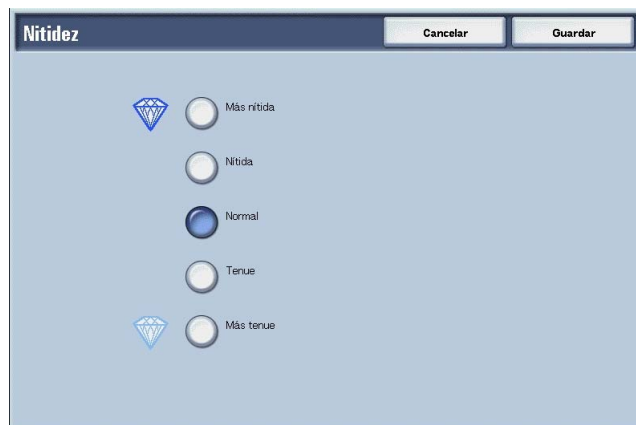 Nitidez
Cancelar
Guardar
Más nítida
Nítida
Normal
Tenue
Más tenue